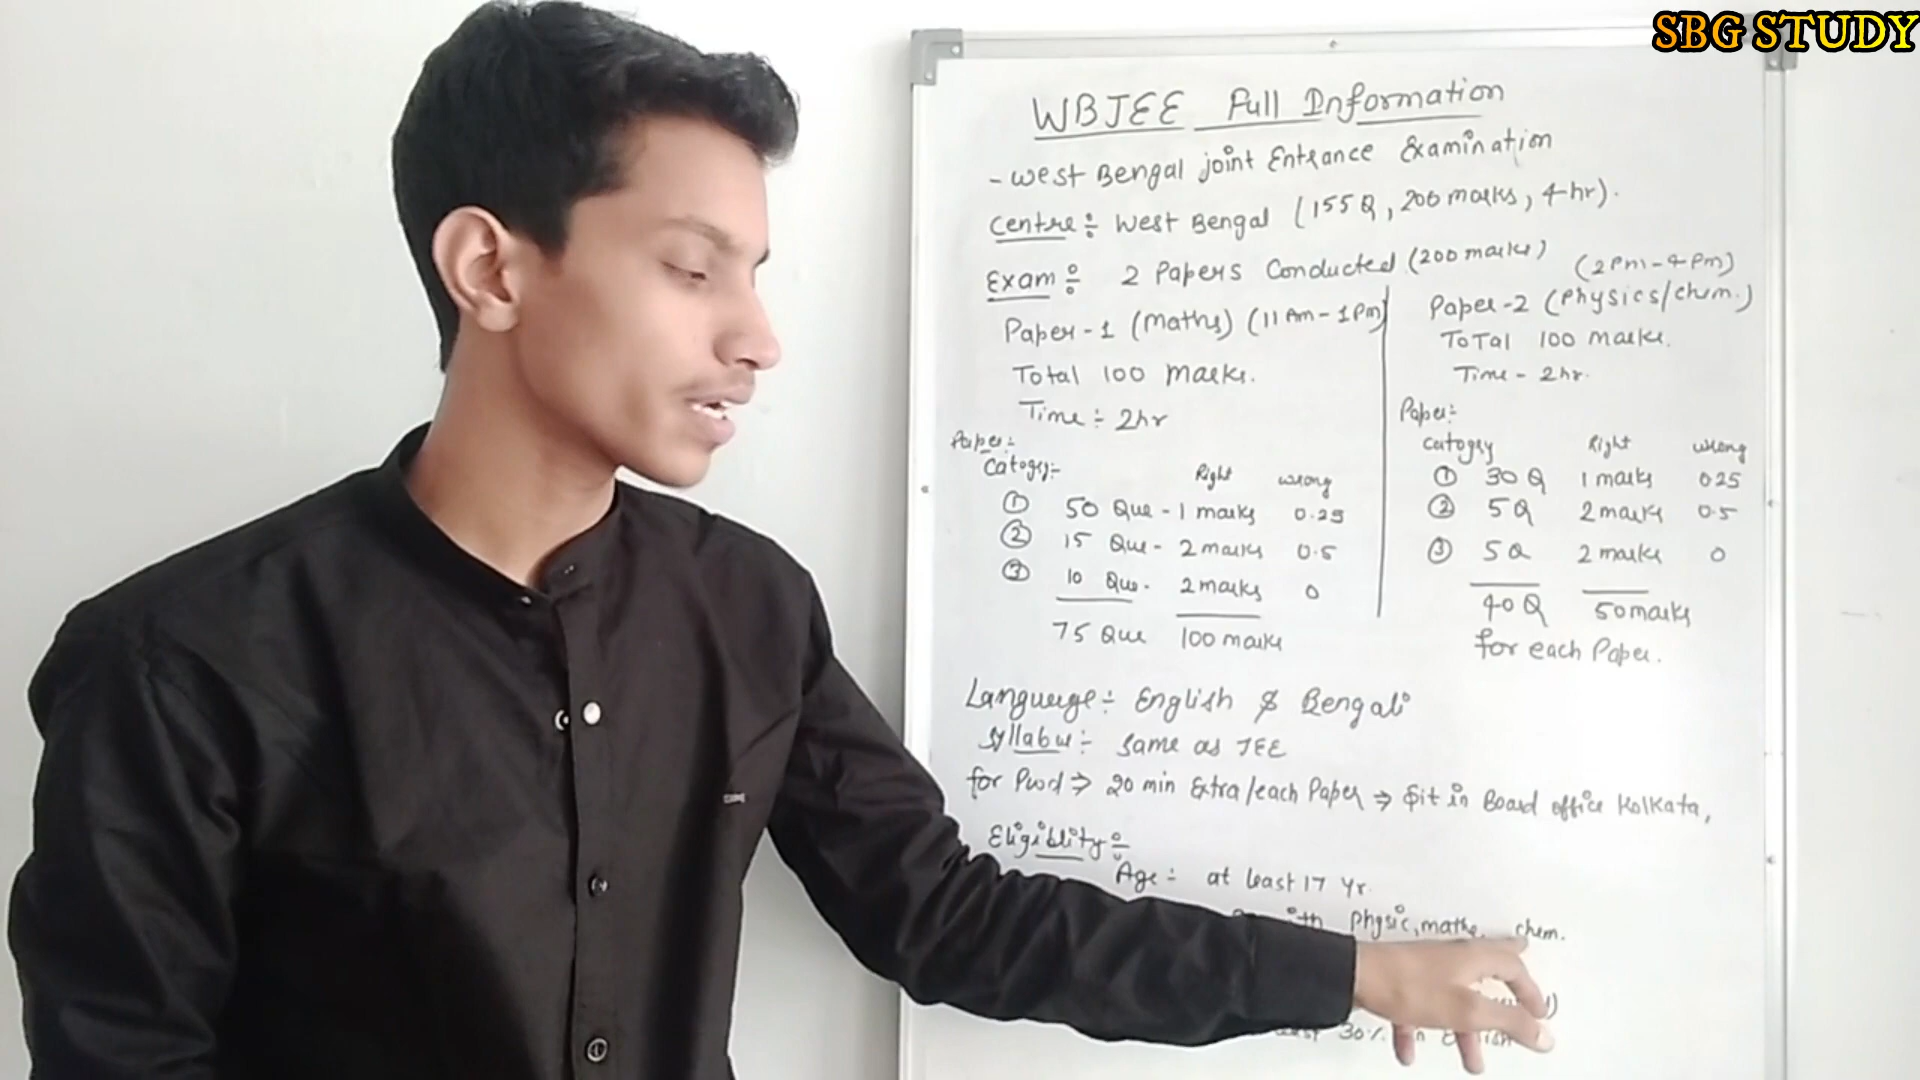 SBG STUDY
WBJEE Full Information
- West Bengal joint Entrance Examination
Centre :- West Bengal (155 Q, 200 marks, 4 hr).
Exam :- 2 Papers Conducted (200 marks)
Paper-1 (Maths) (11 Am - 1 Pm)
Total 100 Marks.
Time :- 2hr
Paper :-
Catogry :- Right wrong
① 50 Que - 1 marks 0.25
② 15 Que - 2 marks 0.5
③ 10 Que. 2 marks 0
75 Que 100 marks
(2 Pm - 4 Pm)
Paper-2 (Physics/Chem.)
ToTal 100 Marks.
Time - 2hr.
Paper :-
Catogry Right wrong
① 30 Q 1 marks 025
② 5 Q 2 marks 0.5
③ 5 Q 2 marks 0
40 Q 50 marks
for each Paper.
Language :- English & Bengali
Syllabus :- Same as JEE
for Pwd ⇒ 20 min Extra/each Paper ⇒ Sit in Board office Kolkata,
Eligiblity :-
Age :- at least 17 Yr.
Physic, maths, chem.
30% in